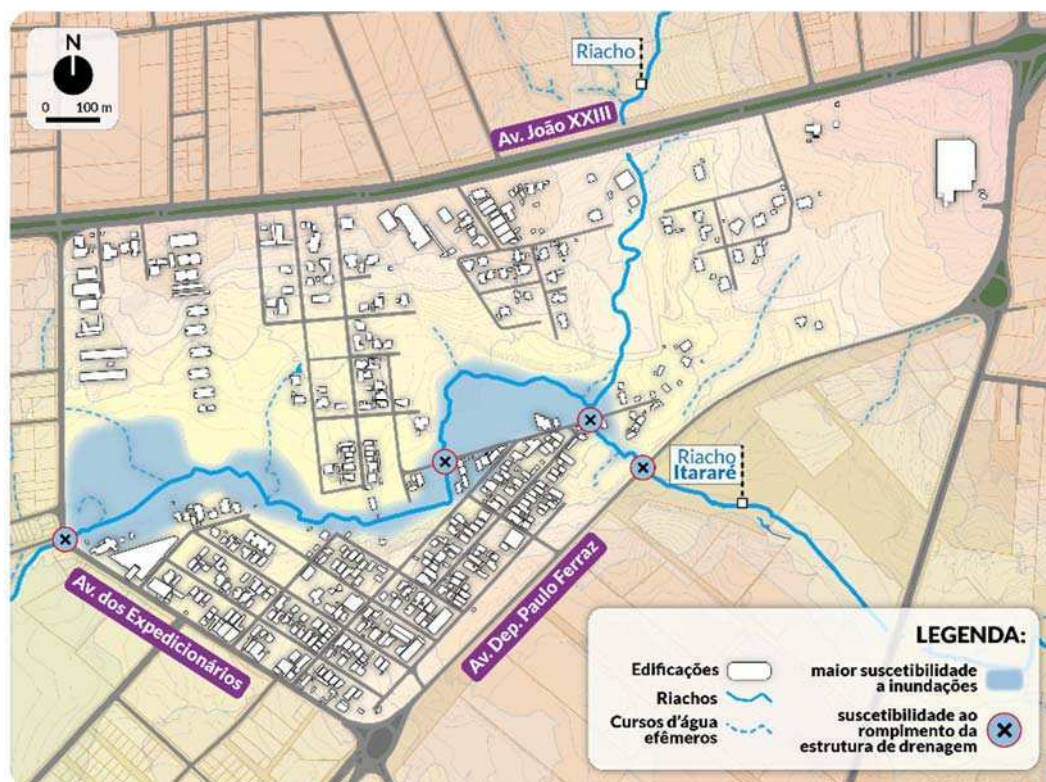 N
0 100 m
Riacho
Av. João XXIII
Riacho
Itararé
Av. dos Expedicionários
Av. Dep. Paulo Ferraz
LEGENDA:
Edificações
Riachos
Cursos d'água
efêmeros
maior suscetibilidade
a inundações
suscetibilidade ao
rompimento da
estrutura de drenagem